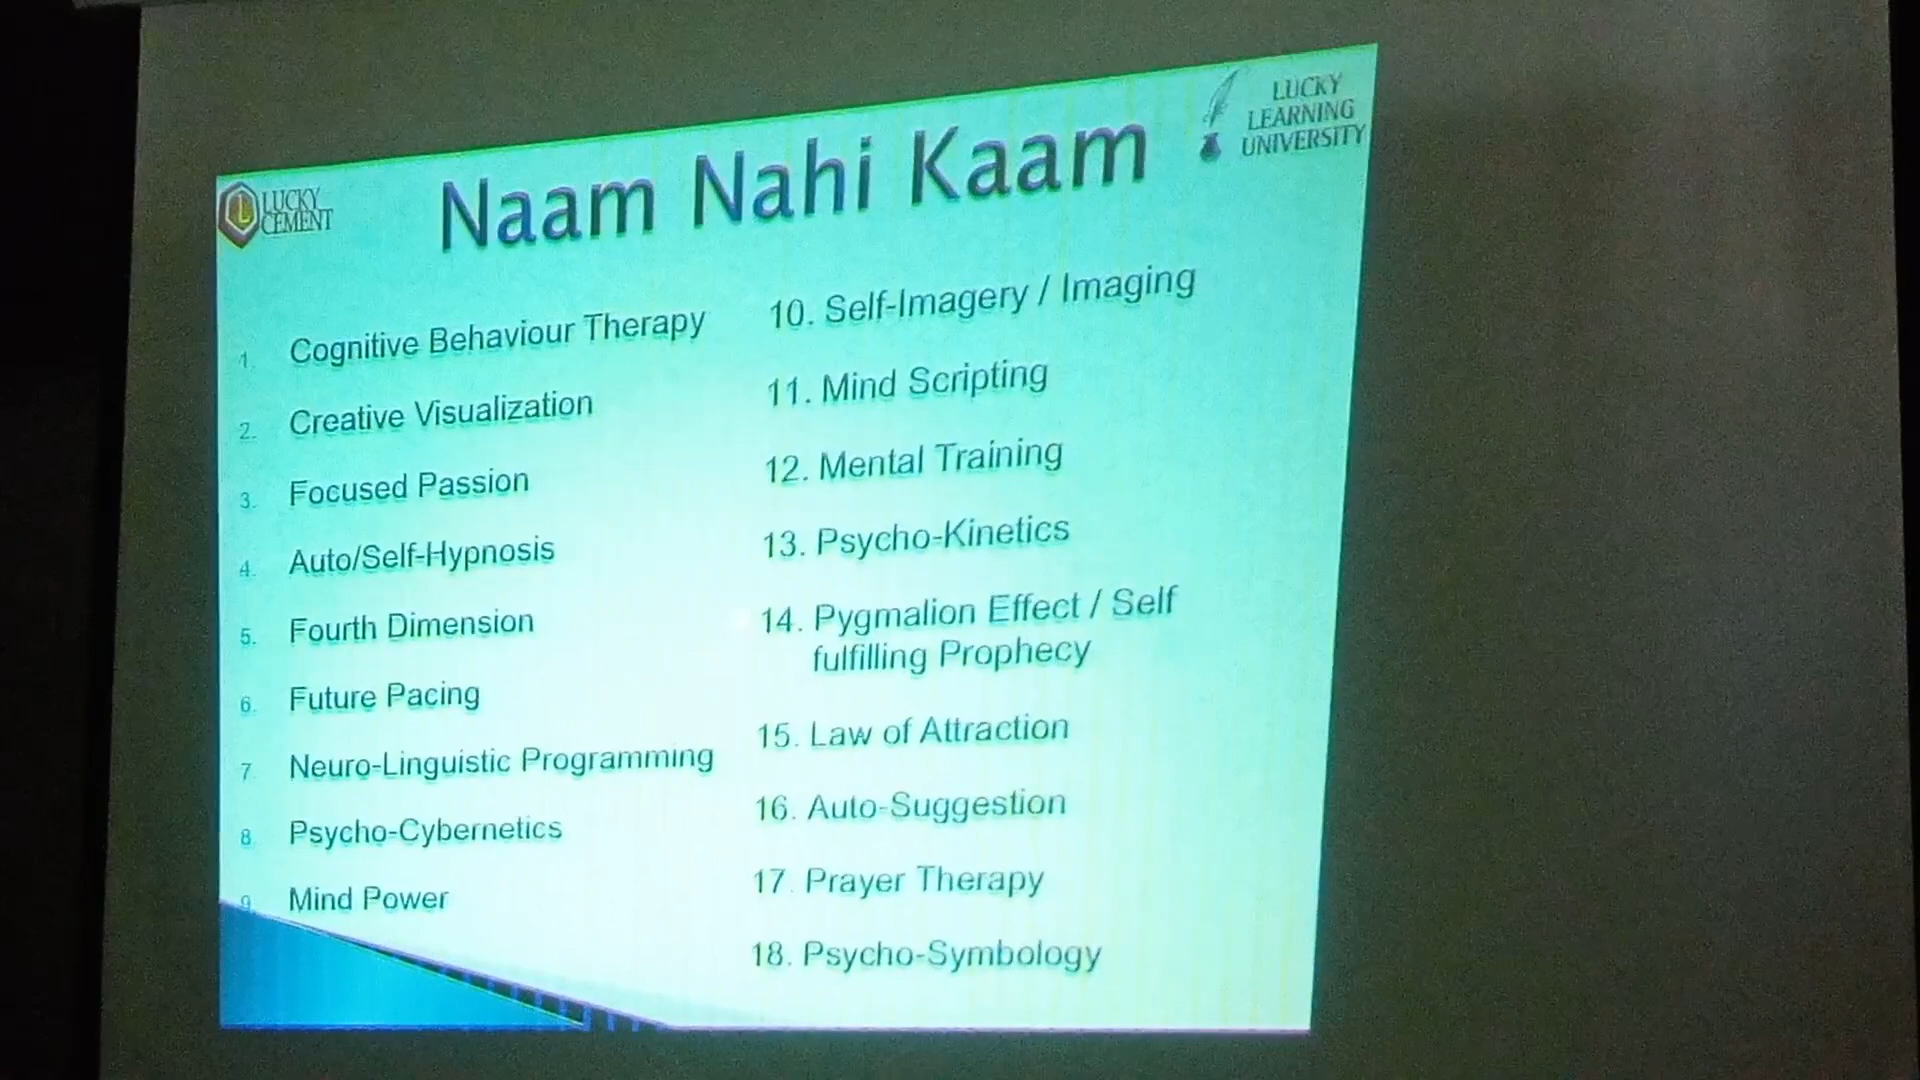 LUCKY
LEARNING
UNIVERSITY
LUCKY
CEMENT
Naam Nahi Kaam
1. Cognitive Behaviour Therapy
2. Creative Visualization
3. Focused Passion
4. Auto/Self-Hypnosis
5. Fourth Dimension
6. Future Pacing
7. Neuro-Linguistic Programming
8. Psycho-Cybernetics
9. Mind Power
10. Self-Imagery / Imaging
11. Mind Scripting
12. Mental Training
13. Psycho-Kinetics
14. Pygmalion Effect / Self
fulfilling Prophecy
15. Law of Attraction
16. Auto-Suggestion
17. Prayer Therapy
18. Psycho-Symbology